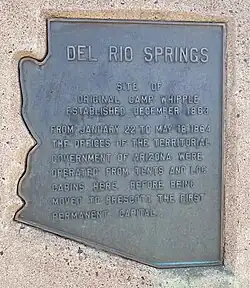 DEL RIO SPRINGS
SITE OF
ORIGINAL CAMP WHIPPLE
ESTABLISHED DECEMBER 1863
FROM JANUARY 22 TO MAY 18, 1864
THE OFFICES OF THE TERRITORIAL
GOVERNMENT OF ARIZONA WERE
OPERATED FROM TENTS AND LOG
CABINS HERE, BEFORE BEING
MOVED TO PRESCOTT, THE FIRST
PERMANENT CAPITAL.